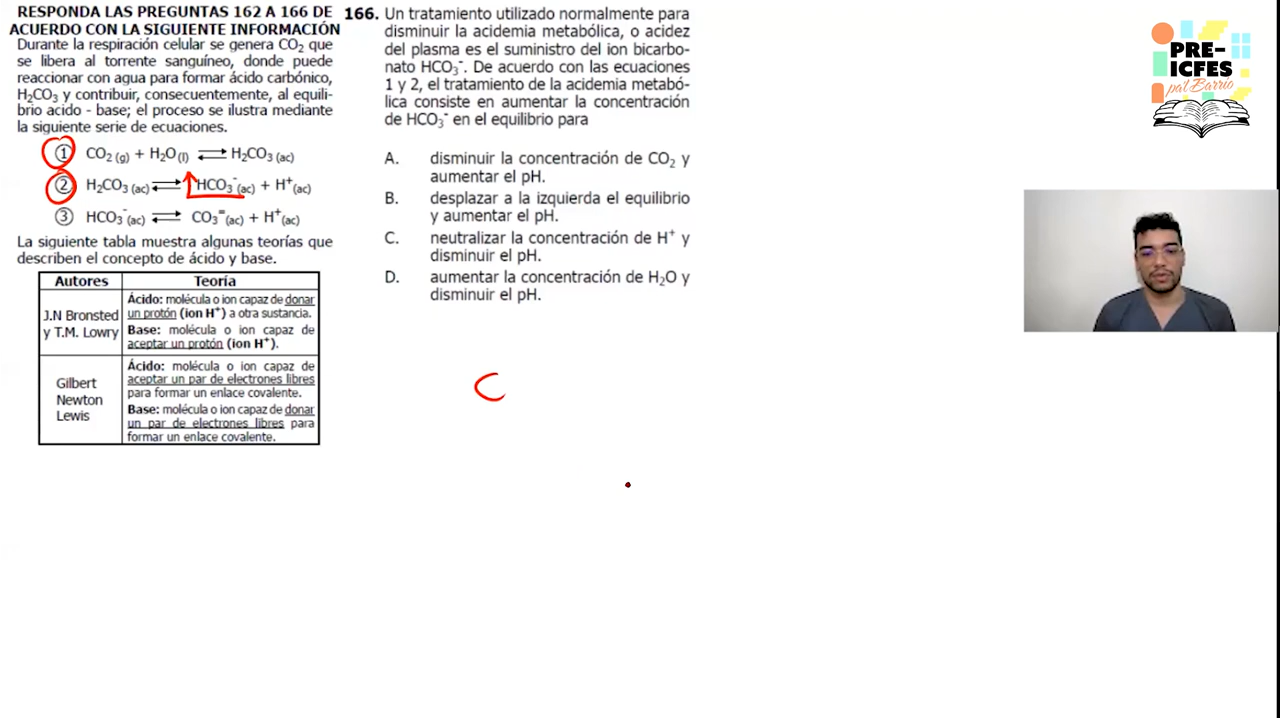 RESPONDA LAS PREGUNTAS 162 A 166 DE
ACUERDO CON LA SIGUIENTE INFORMACIÓN
Durante la respiración celular se genera CO₂ que
se libera al torrente sanguíneo, donde puede
reaccionar con agua para formar ácido carbónico,
H₂CO₃ y contribuir, consecuentemente, al equili-
brio acido - base; el proceso se ilustra mediante
la siguiente serie de ecuaciones.
① CO₂ (g) + H₂O (l) ⇌ H₂CO₃ (ac)
② H₂CO₃ (ac) ⇌ HCO₃⁻ (ac) + H⁺ (ac)
③ HCO₃⁻ (ac) ⇌ CO₃⁼ (ac) + H⁺ (ac)
La siguiente tabla muestra algunas teorías que
describen el concepto de ácido y base.
Autores Teoría
J.N Bronsted
y T.M. Lowry
Ácido: molécula o ion capaz de donar
un protón (ion H⁺) a otra sustancia.
Base: molécula o ion capaz de
aceptar un protón (ion H⁺).
Gilbert
Newton
Lewis
Ácido: molécula o ion capaz de
aceptar un par de electrones libres
para formar un enlace covalente.
Base: molécula o ion capaz de donar
un par de electrones libres para
formar un enlace covalente.
166. Un tratamiento utilizado normalmente para
disminuir la acidemia metabólica, o acidez
del plasma es el suministro del ion bicarbo-
nato HCO₃⁻. De acuerdo con las ecuaciones
1 y 2, el tratamiento de la acidemia metabó-
lica consiste en aumentar la concentración
de HCO₃⁻ en el equilibrio para
A. disminuir la concentración de CO₂ y
aumentar el pH.
B. desplazar a la izquierda el equilibrio
y aumentar el pH.
C. neutralizar la concentración de H⁺ y
disminuir el pH.
D. aumentar la concentración de H₂O y
disminuir el pH.
C
PRE-
ICFES
pa'l Barrio